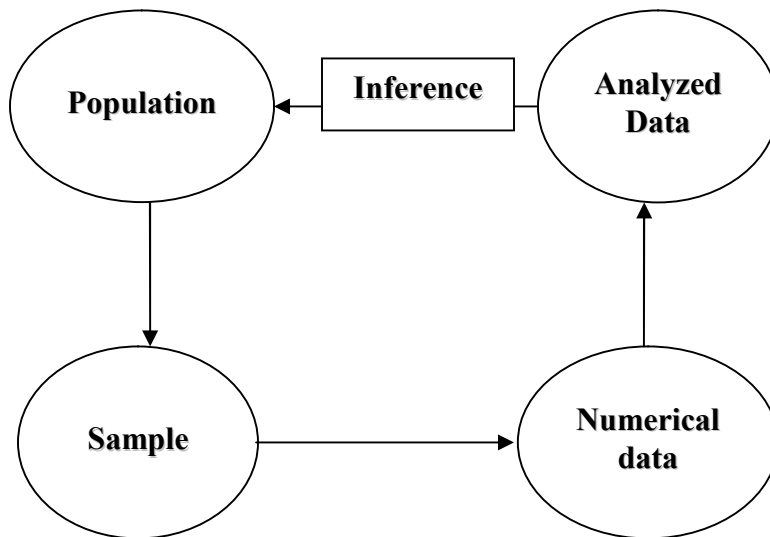 Population
Inference
Analyzed
Data
Sample
Numerical
data